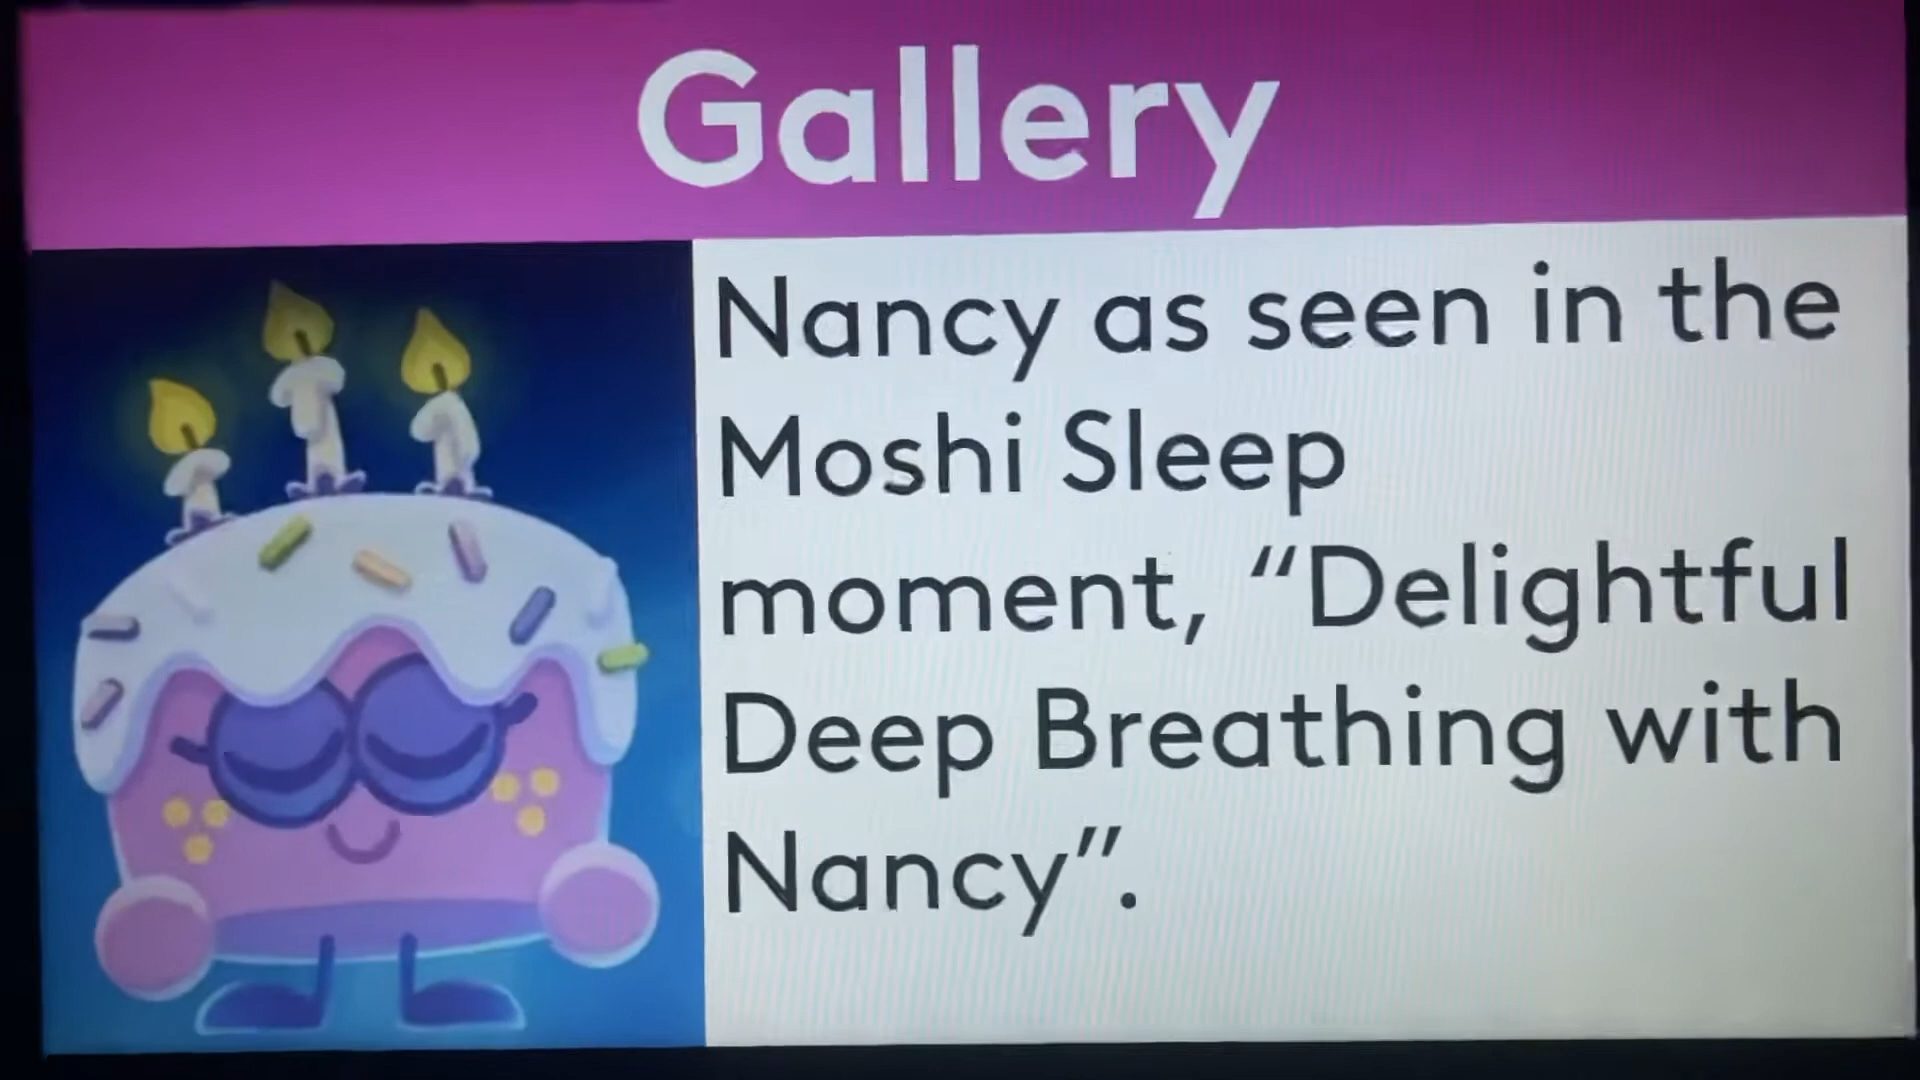 Gallery
Nancy as seen in the
Moshi Sleep
moment, “Delightful
Deep Breathing with
Nancy”.